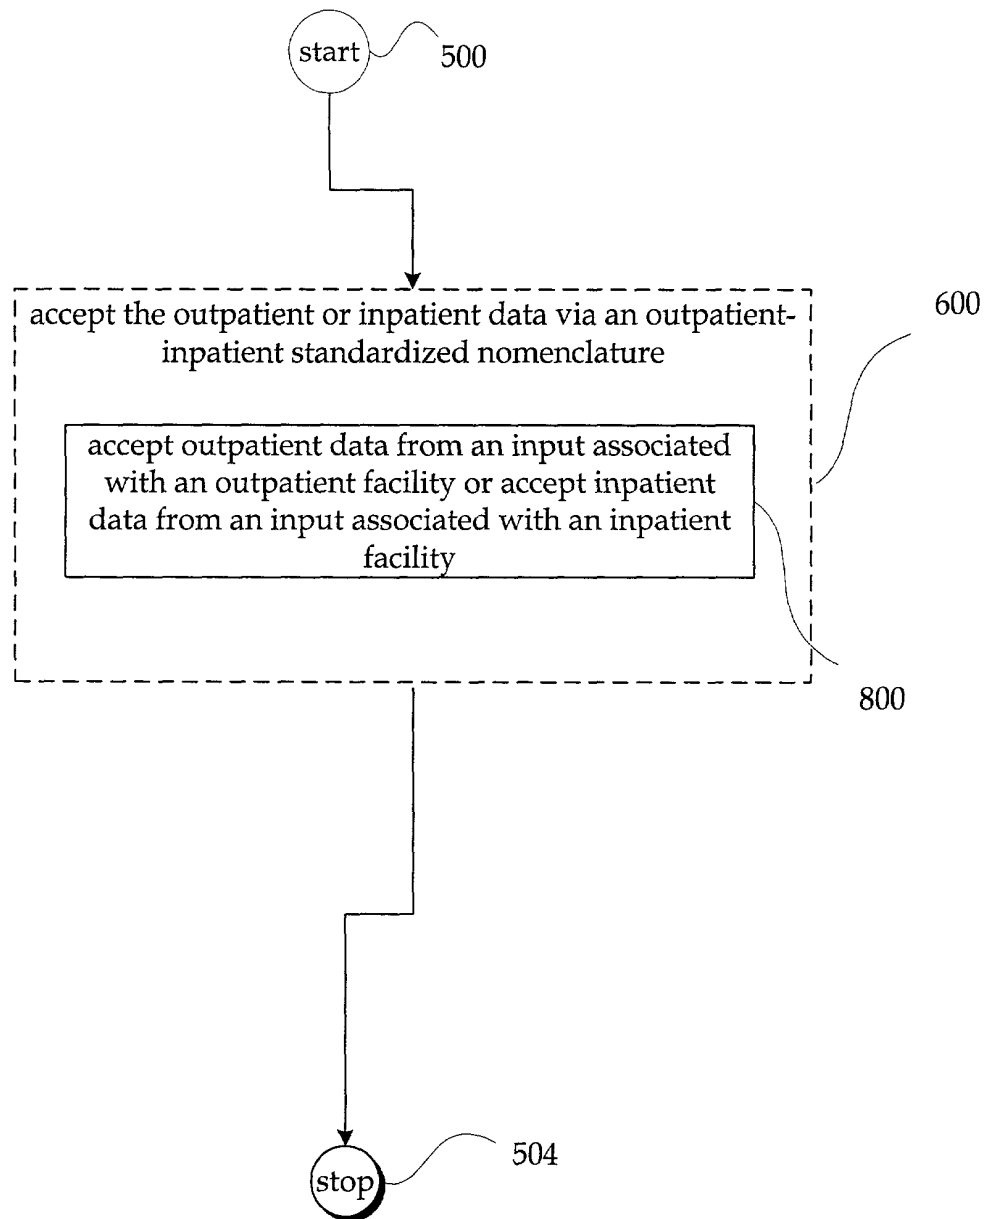 start
500
600
accept the outpatient or inpatient data via an outpatient-
inpatient standardized nomenclature
accept outpatient data from an input associated
with an outpatient facility or accept inpatient
data from an input associated with an inpatient
facility
800
504
stop